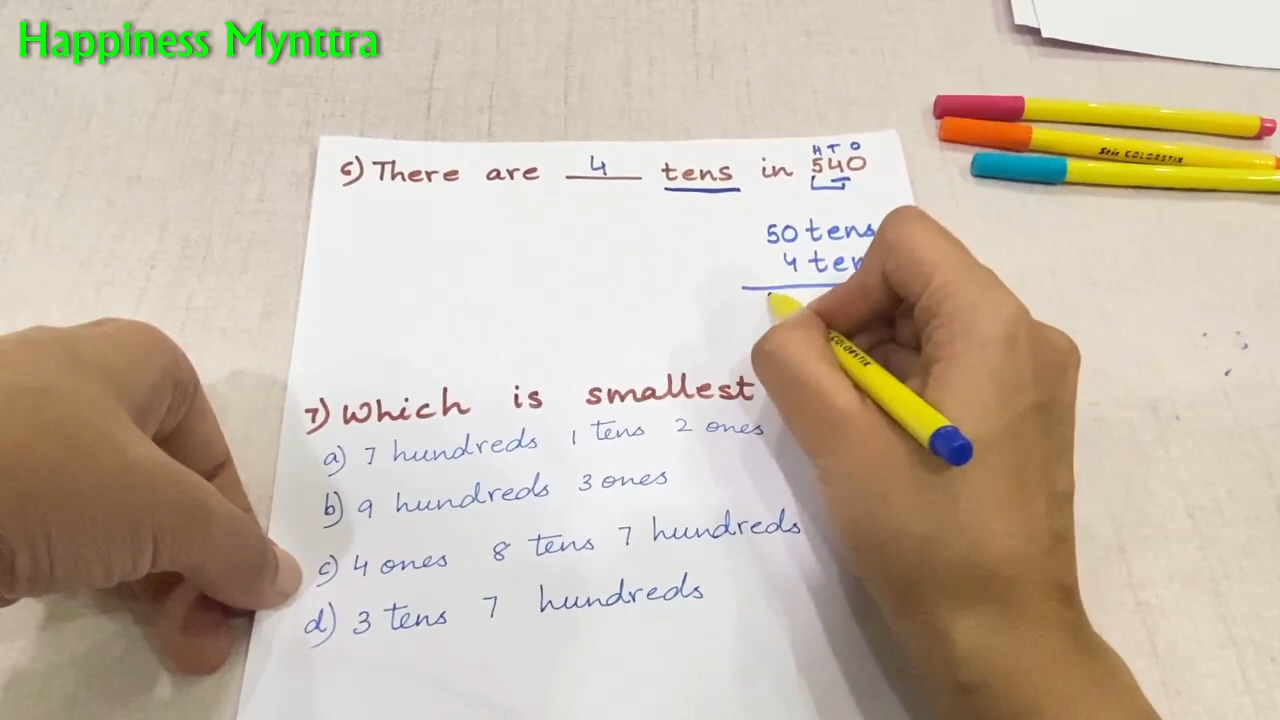 Happiness Mynttra
6) There are 4 tens in 540
H T O
50 tens
4 ten
7) Which is smallest
a) 7 hundreds 1 tens 2 ones
b) 9 hundreds 3 ones
c) 4 ones 8 tens 7 hundreds
d) 3 tens 7 hundreds
Stic COLORSTIX
COLORSTIX